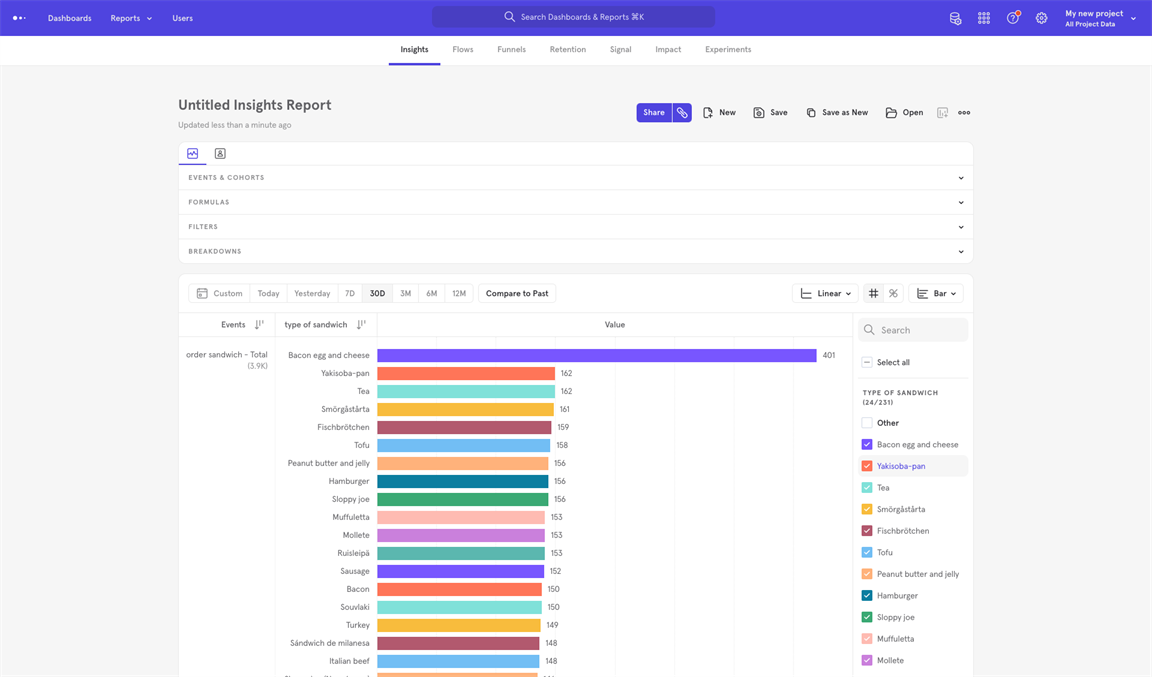 Dashboards Reports Users Search Dashboards & Reports ⌘K My new project
All Project Data
Insights Flows Funnels Retention Signal Impact Experiments
Untitled Insights Report
Updated less than a minute ago
Share New Save Save as New Open
EVENTS & COHORTS
FORMULAS
FILTERS
BREAKDOWNS
Custom Today Yesterday 7D 30D 3M 6M 12M Compare to Past Linear % Bar
Events type of sandwich Value
order sandwich - Total
(3.9K)
Bacon egg and cheese 401
Yakisoba-pan 162
Tea 162
Smörgåstårta 161
Fischbrötchen 159
Tofu 158
Peanut butter and jelly 156
Hamburger 156
Sloppy joe 156
Muffuletta 153
Mollete 153
Ruisleipä 153
Sausage 152
Bacon 150
Souvlaki 150
Turkey 149
Sándwich de milanesa 148
Italian beef 148
Search
Select all
TYPE OF SANDWICH
(24/231)
Other
Bacon egg and cheese
Yakisoba-pan
Tea
Smörgåstårta
Fischbrötchen
Tofu
Peanut butter and jelly
Hamburger
Sloppy joe
Muffuletta
Mollete